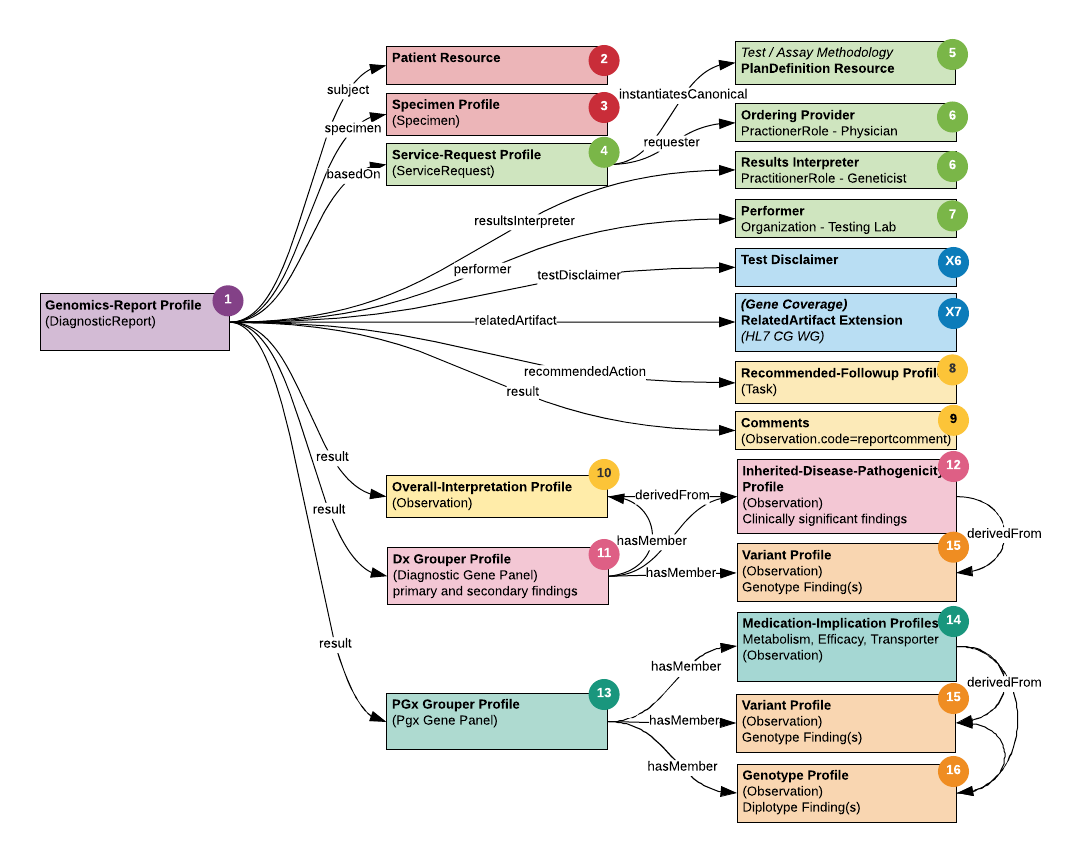 Patient Resource
2
Test / Assay Methodology
PlanDefinition Resource
5
subject
instantiatesCanonical
Specimen Profile
(Specimen)
3
Ordering Provider
PractionerRole - Physician
6
specimen
requester
Service-Request Profile
(ServiceRequest)
4
Results Interpreter
PractitionerRole - Geneticist
6
basedOn
resultsInterpreter
Performer
Organization - Testing Lab
7
performer
testDisclaimer
Test Disclaimer
X6
Genomics-Report Profile
(DiagnosticReport)
1
relatedArtifact
(Gene Coverage)
RelatedArtifact Extension
(HL7 CG WG)
X7
recommendedAction
Recommended-Followup Profil
(Task)
8
result
Comments
(Observation.code=reportcomment)
9
result
Overall-Interpretation Profile
(Observation)
10
derivedFrom
Inherited-Disease-Pathogenicity
Profile
(Observation)
Clinically significant findings
12
result
hasMember
derivedFrom
Dx Grouper Profile
(Diagnostic Gene Panel)
primary and secondary findings
11
hasMember
Variant Profile
(Observation)
Genotype Finding(s)
15
result
hasMember
Medication-Implication Profiles
Metabolism, Efficacy, Transporter
(Observation)
14
derivedFrom
PGx Grouper Profile
(Pgx Gene Panel)
13
hasMember
Variant Profile
(Observation)
Genotype Finding(s)
15
hasMember
Genotype Profile
(Observation)
Diplotype Finding(s)
16